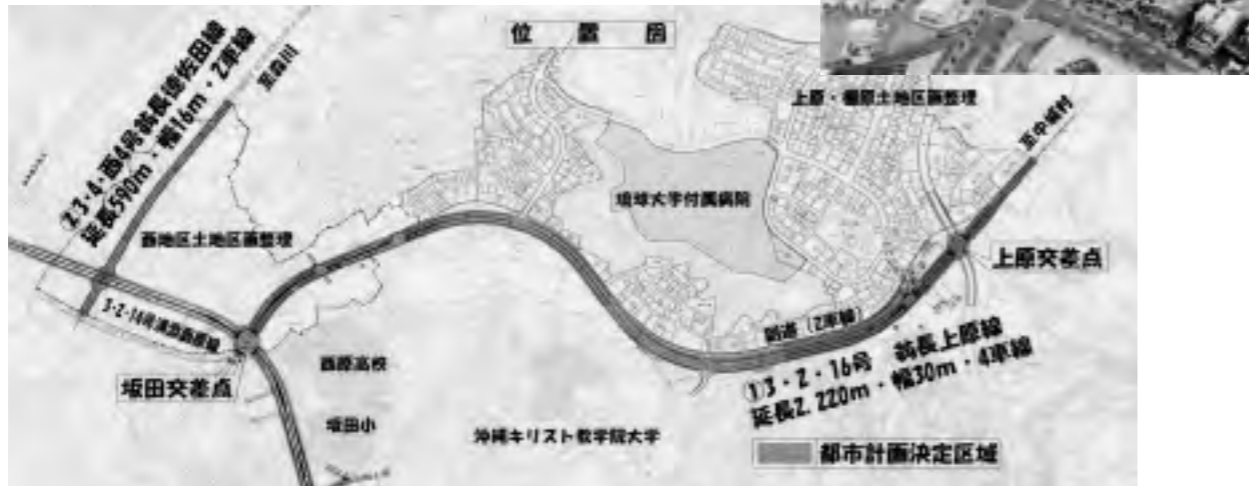 位置図
②3・4・西4号翁長徳佐田線
延長590m・幅16m・2車線
至森川
上原・棚原土地区画整理
至中城村
琉球大学付属病院
西地区土地区画整理
上原交差点
3・2・16号浦添西原線
副道(2車線)
坂田交差点
西原高校
坂田小
沖縄キリスト教学院大学
①3・2・16号 翁長上原線
延長2.220m・幅30m・4車線
都市計画決定区域